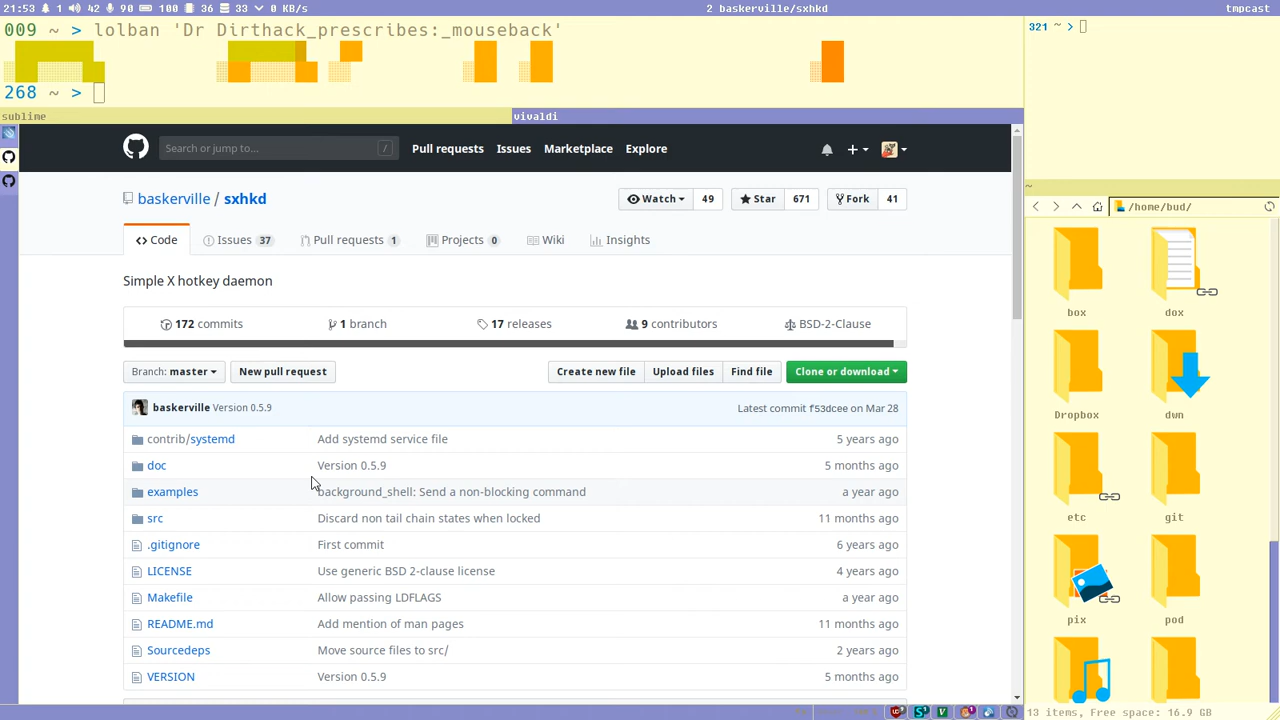 21:53 1 42 90 100 36 33 0 KB/s 2 baskerville/sxhkd tmpcast
009 ~ > lolban 'Dr Dirthack_prescribes:_mouseback'
268 ~ >
321 ~ >
sublime vivaldi
Search or jump to... / Pull requests Issues Marketplace Explore
baskerville / sxhkd Watch 49 Star 671 Fork 41
Code Issues 37 Pull requests 1 Projects 0 Wiki Insights
Simple X hotkey daemon
172 commits 1 branch 17 releases 9 contributors BSD-2-Clause
Branch: master New pull request Create new file Upload files Find file Clone or download
baskerville Version 0.5.9 Latest commit f53dcee on Mar 28
contrib/systemd Add systemd service file 5 years ago
doc Version 0.5.9 5 months ago
examples background_shell: Send a non-blocking command a year ago
src Discard non tail chain states when locked 11 months ago
.gitignore First commit 6 years ago
LICENSE Use generic BSD 2-clause license 4 years ago
Makefile Allow passing LDFLAGS a year ago
README.md Add mention of man pages 11 months ago
Sourcedeps Move source files to src/ 2 years ago
VERSION Version 0.5.9 5 months ago
~
/home/bud/
box dox
Dropbox dwn
etc git
pix pod
13 items, Free space: 16.9 GB